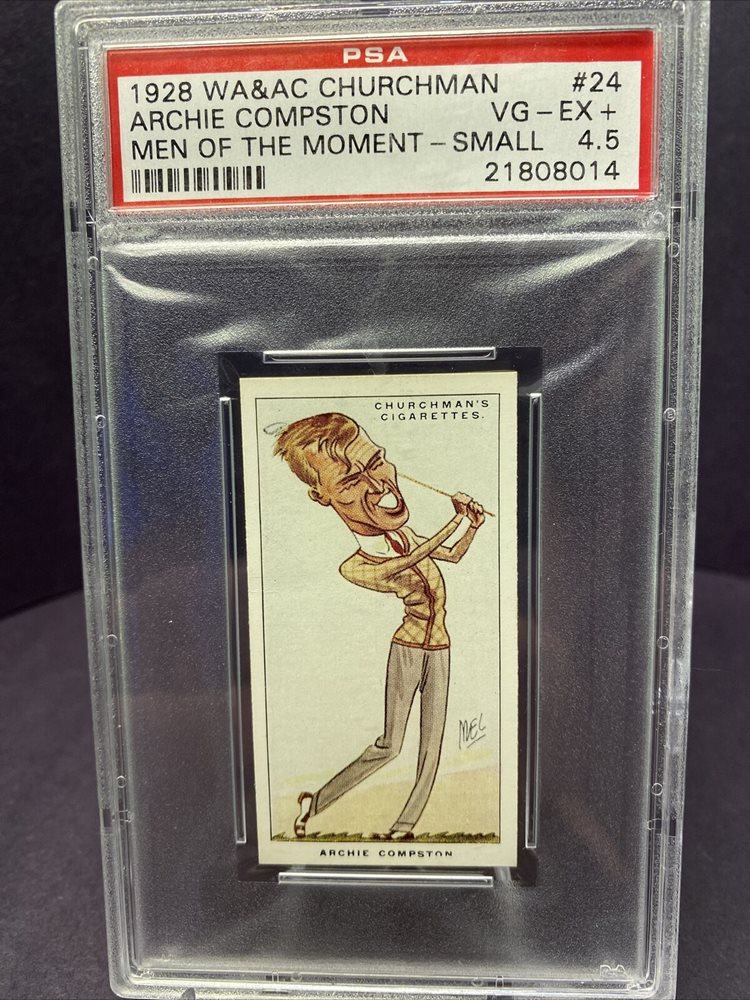 PSA
1928 WA&AC CHURCHMAN #24
ARCHIE COMPSTON VG-EX+
MEN OF THE MOMENT-SMALL 4.5
21808014
CHURCHMAN'S
CIGARETTES.
MEL
ARCHIE COMPSTON